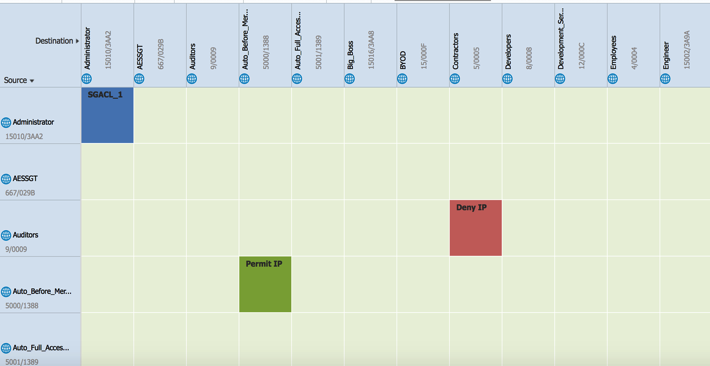 Destination
Administrator
15010/3AA2
AESSGT
667/029B
Auditors
9/0009
Auto_Before_Mer...
5000/1388
Auto_Full_Acces...
5001/1389
Big_Boss
15016/3AA8
BYOD
15/000F
Contractors
5/0005
Developers
8/0008
Development_Ser...
12/000C
Employees
4/0004
Engineer
15002/3A9A
Source
SGACL_1
Administrator
15010/3AA2
AESSGT
667/029B
Deny IP
Auditors
9/0009
Permit IP
Auto_Before_Mer...
5000/1388
Auto_Full_Acces...
5001/1389